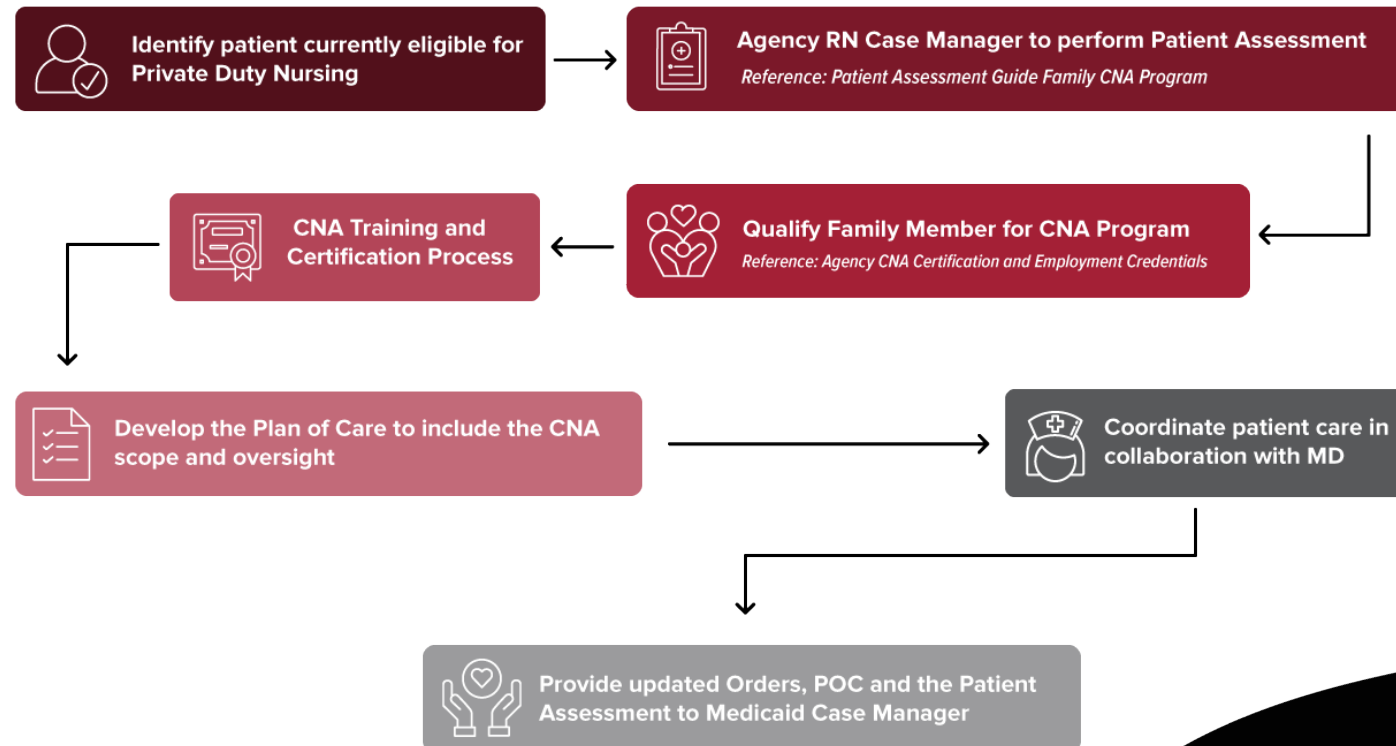 Identify patient currently eligible for
Private Duty Nursing
Agency RN Case Manager to perform Patient Assessment
Reference: Patient Assessment Guide Family CNA Program
Qualify Family Member for CNA Program
Reference: Agency CNA Certification and Employment Credentials
CNA Training and
Certification Process
Develop the Plan of Care to include the CNA
scope and oversight
Coordinate patient care in
collaboration with MD
Provide updated Orders, POC and the Patient
Assessment to Medicaid Case Manager